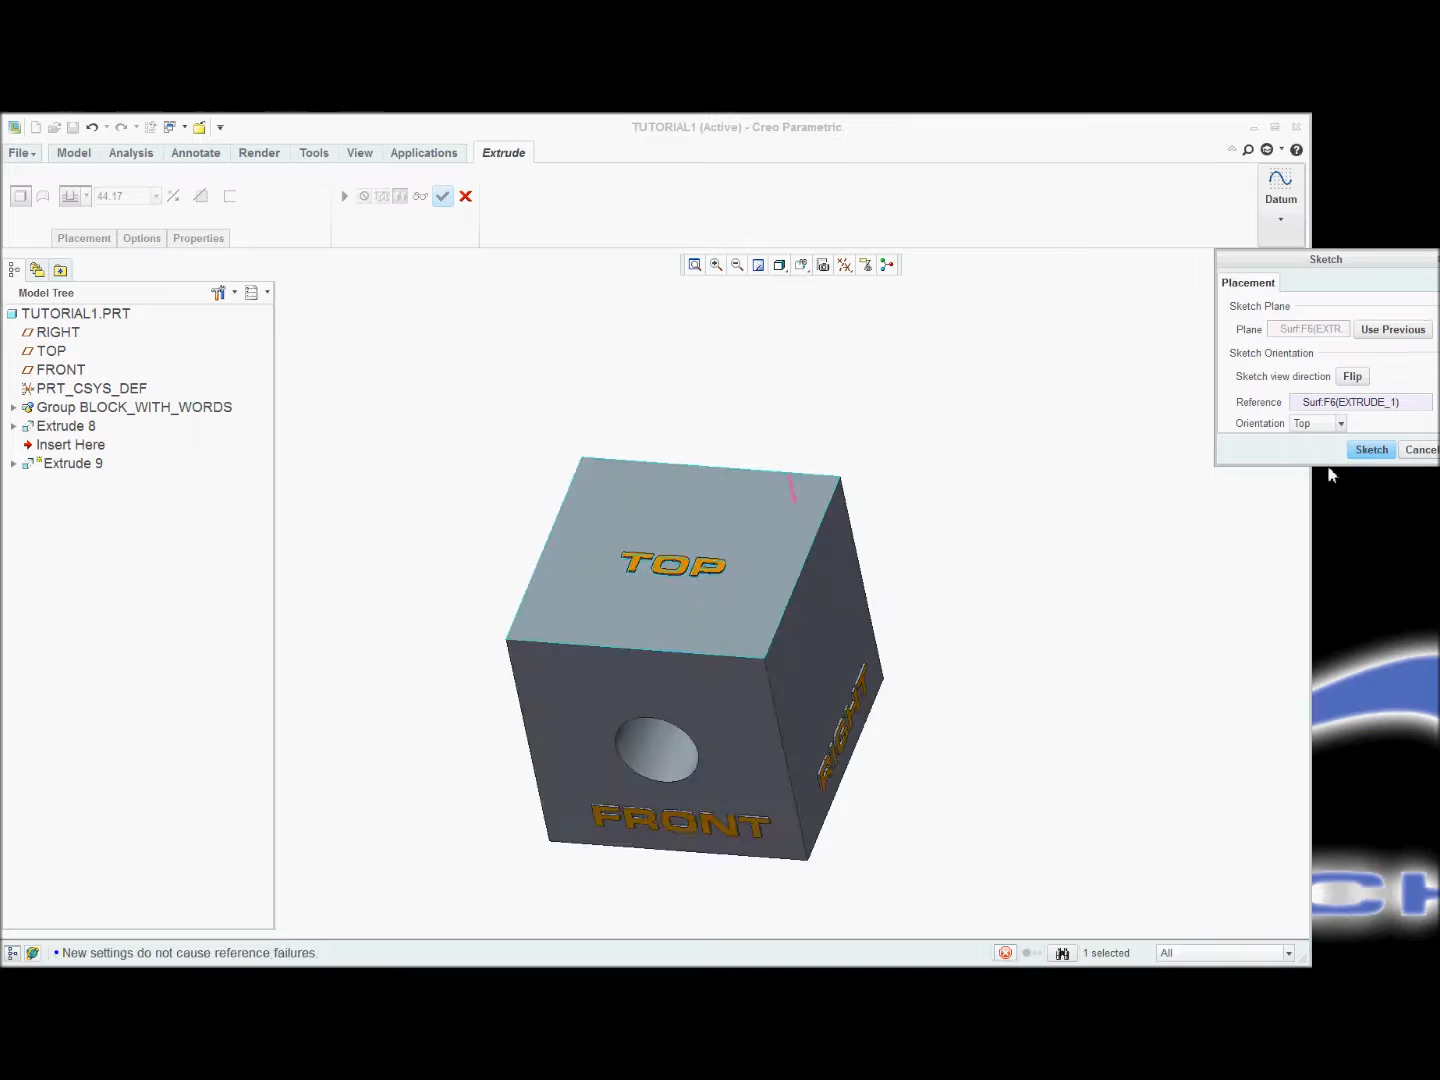 TUTORIAL1 (Active) - Creo Parametric
File Model Analysis Annotate Render Tools View Applications Extrude
44.17
Datum
Placement Options Properties
Model Tree
TUTORIAL1.PRT
RIGHT
TOP
FRONT
PRT_CSYS_DEF
Group BLOCK_WITH_WORDS
Extrude 8
Insert Here
Extrude 9
TOP
RIGHT
FRONT
Sketch
Placement
Sketch Plane
Plane Surf:F6(EXTR. Use Previous
Sketch Orientation
Sketch view direction Flip
Reference Surf:F6(EXTRUDE_1)
Orientation Top
Sketch Cancel
CH
New settings do not cause reference failures.
1 selected All